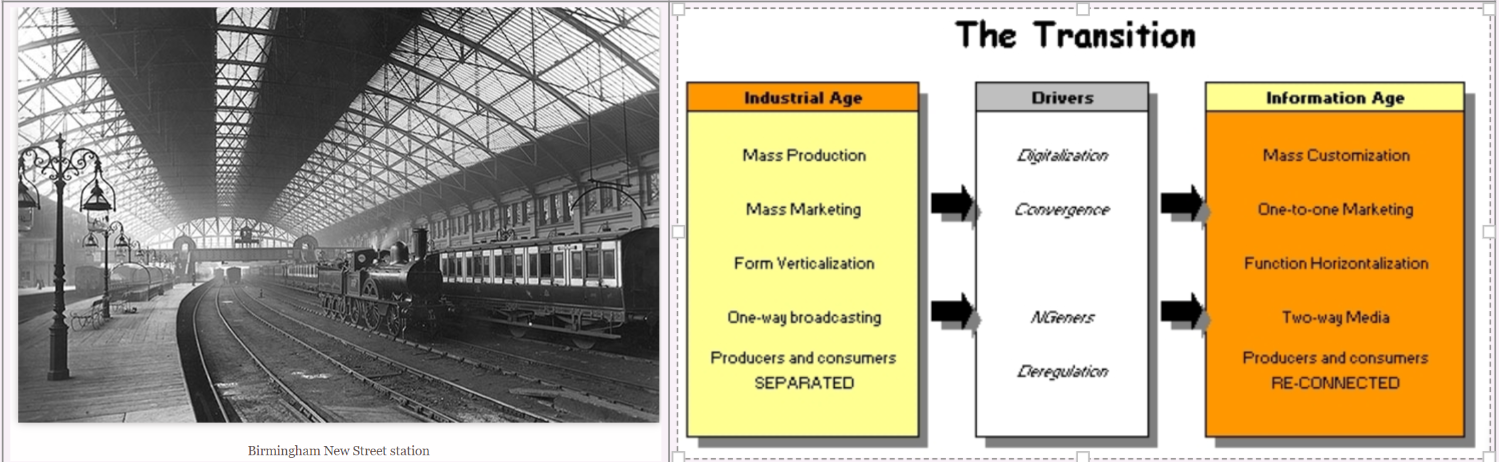 Birmingham New Street station
The Transition
Industrial Age
Mass Production
Mass Marketing
Form Verticalization
One-way broadcasting
Producers and consumers
SEPARATED
Drivers
Digitalization
Convergence
NGeners
Deregulation
Information Age
Mass Customization
One-to-one Marketing
Function Horizontalization
Two-way Media
Producers and consumers
RE-CONNECTED